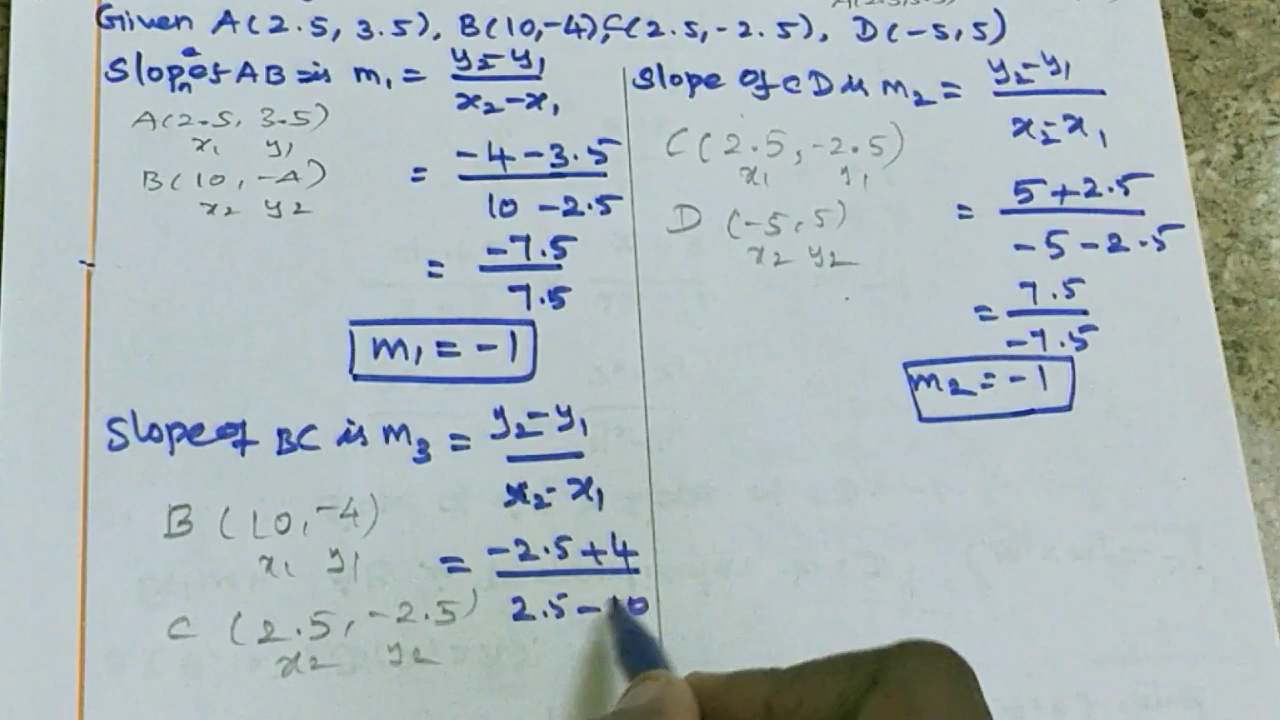 Given A(2.5, 3.5), B(10,-4), C(2.5,-2.5), D(-5,5)
Slope of AB is m₁ = y₂-y₁
x₂-x₁
A(2.5, 3.5)
x₁ y₁
B(10, -4)
x₂ y₂
= -4-3.5
10-2.5
= -7.5
7.5
m₁ = -1
Slope of BC is m₃ = y₂-y₁
x₂-x₁
B (10,-4)
x₁ y₁
= -2.5+4
2.5-10
C (2.5,-2.5)
x₂ y₂
Slope of CD is m₂ = y₂-y₁
x₂-x₁
C(2.5,-2.5)
x₁ y₁
D (-5,5)
x₂ y₂
= 5+2.5
-5-2.5
= 7.5
-7.5
m₂ = -1